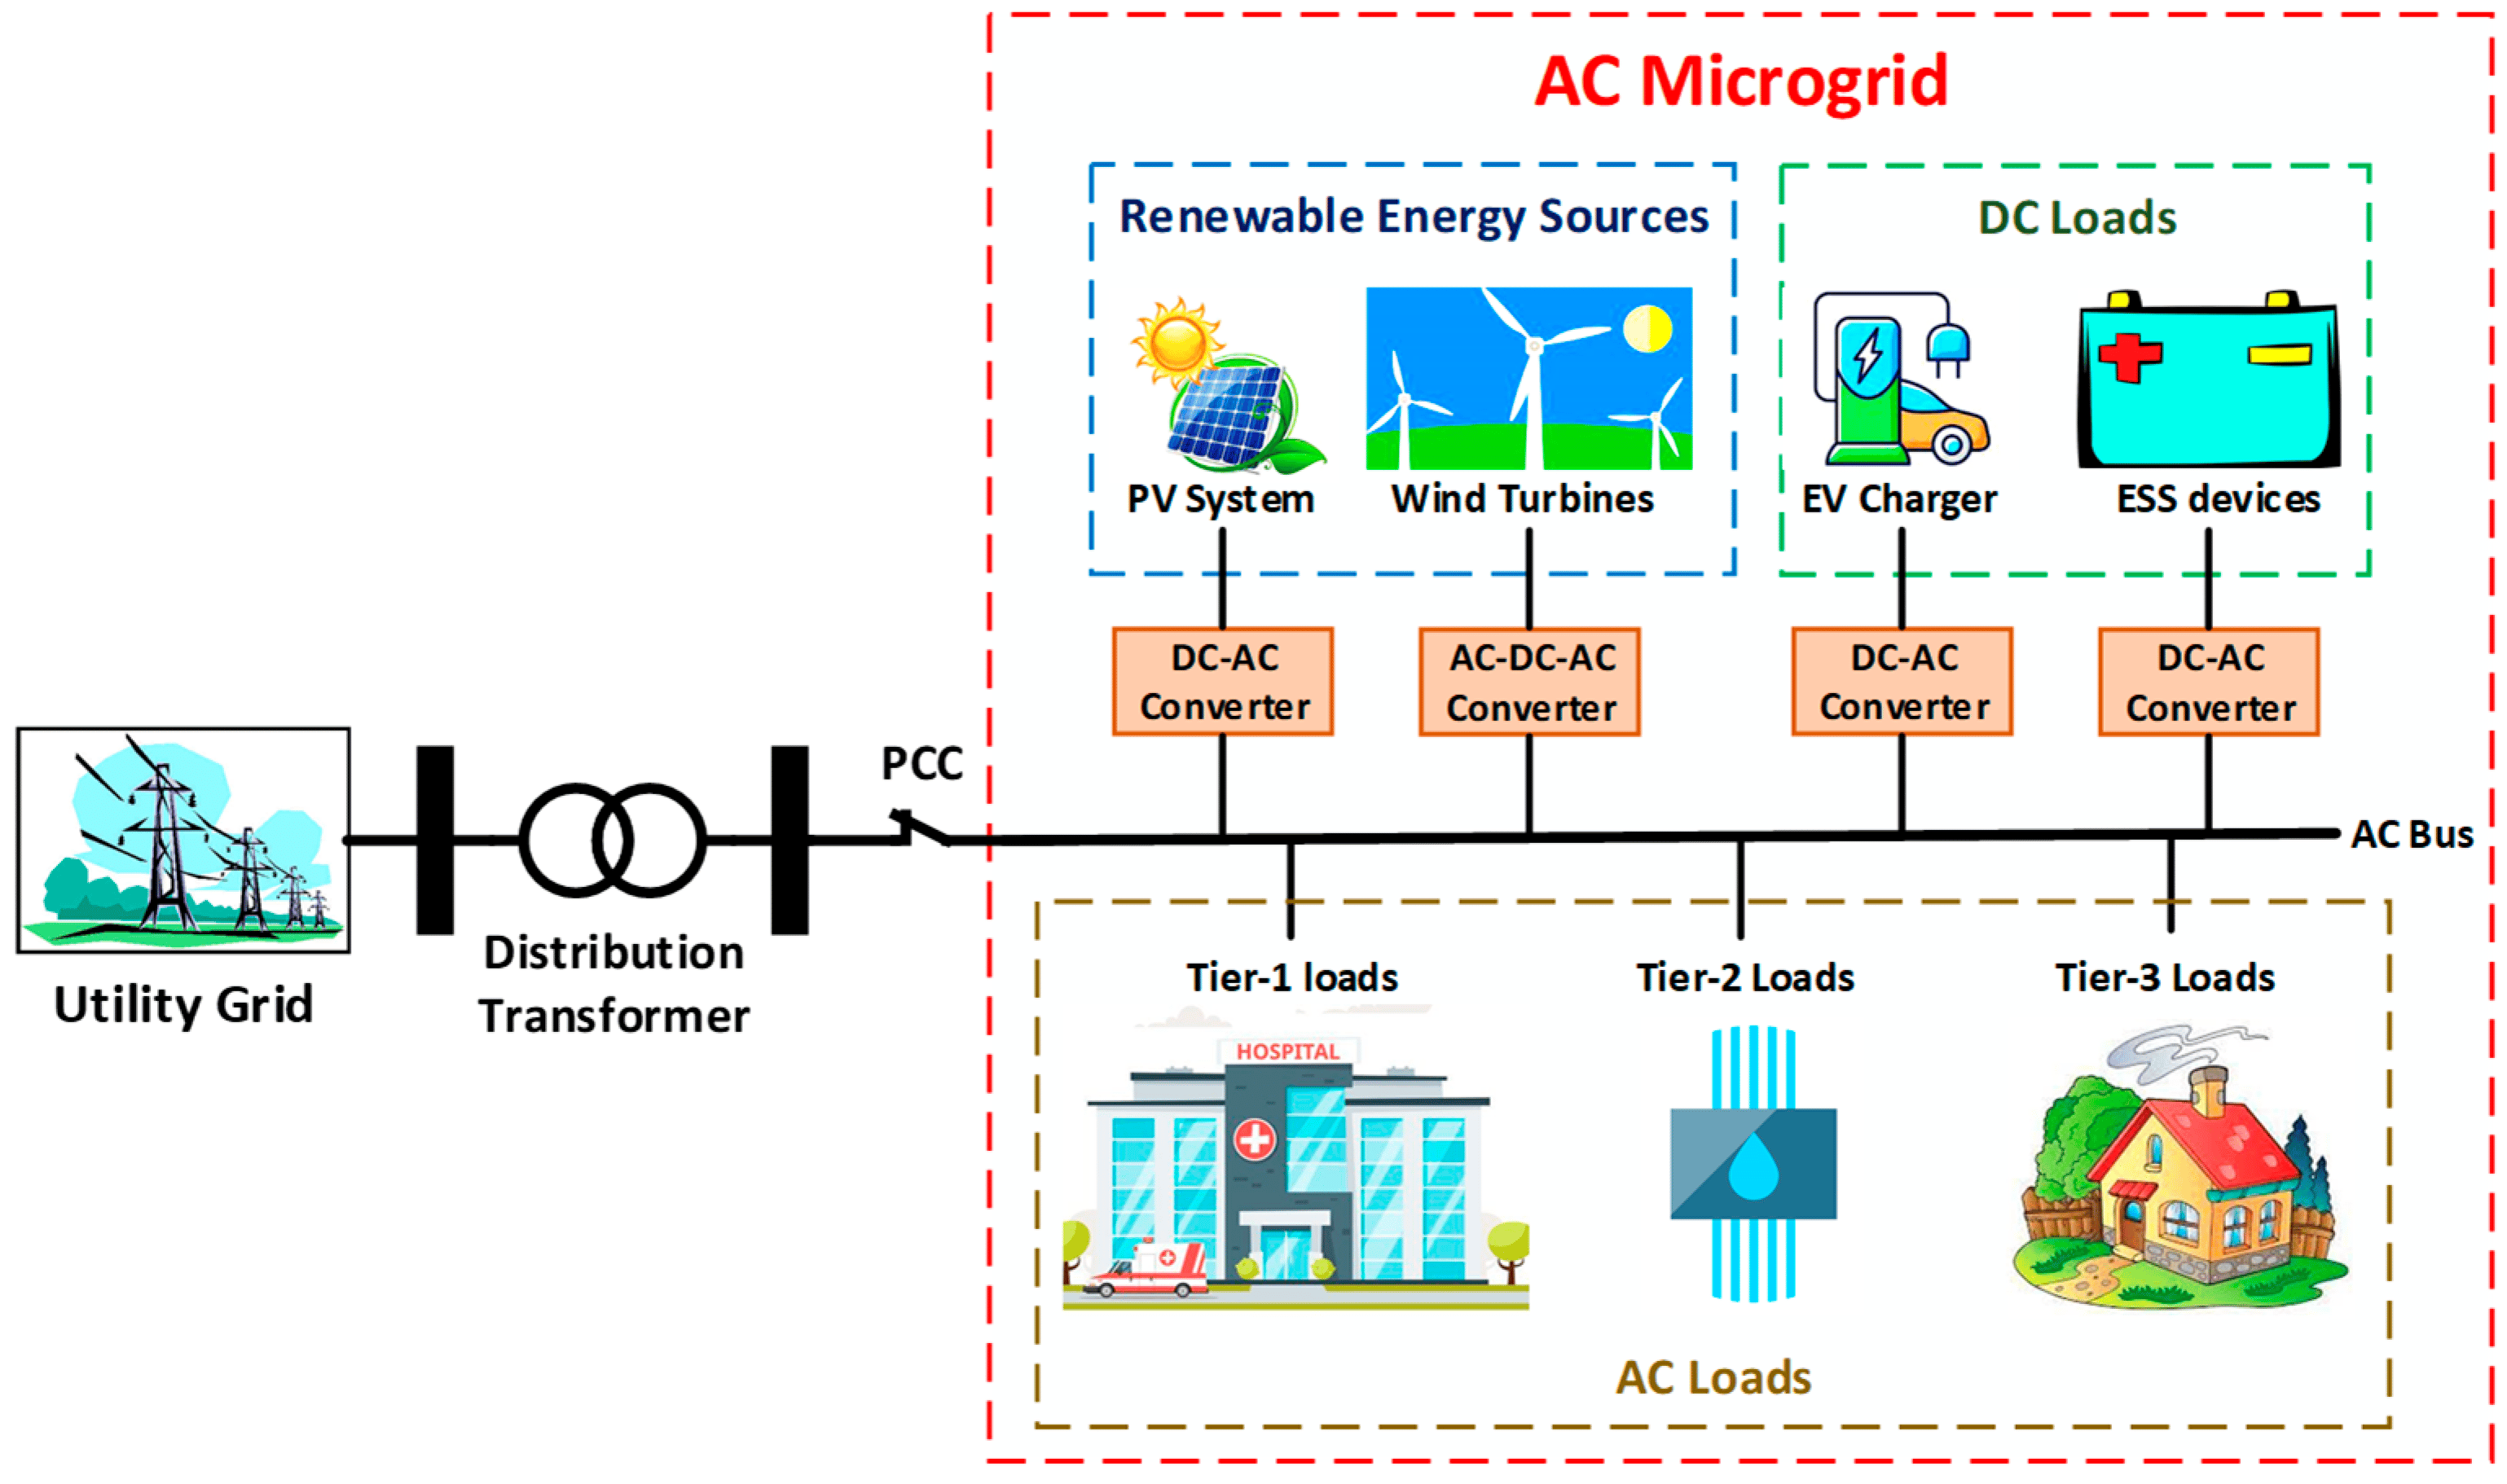 AC Microgrid
Renewable Energy Sources
DC Loads
PV System
Wind Turbines
EV Charger
ESS devices
DC-AC
Converter
AC-DC-AC
Converter
DC-AC
Converter
DC-AC
Converter
PCC
AC Bus
Utility Grid
Distribution
Transformer
Tier-1 loads
Tier-2 Loads
Tier-3 Loads
HOSPITAL
AC Loads